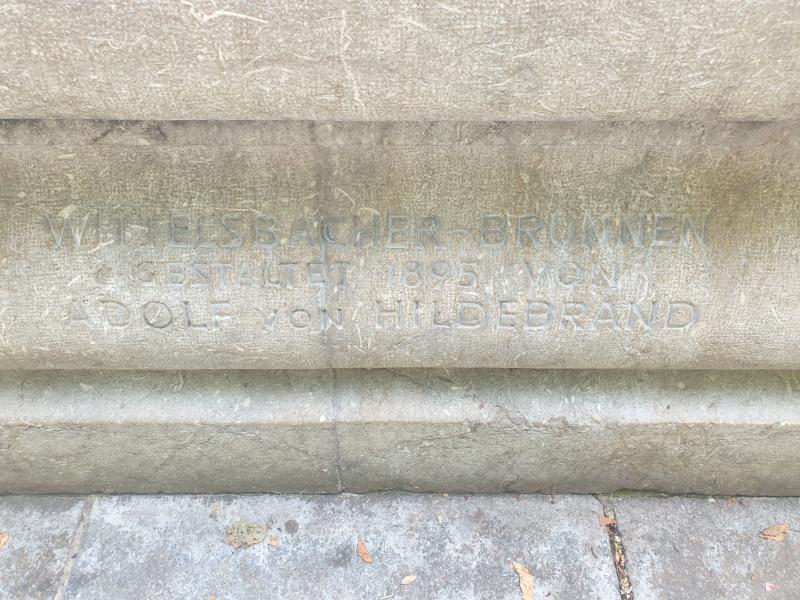 WITTELSBACHER-BRUNNEN
GESTALTET 1895 VON
ADOLF VON HILDEBRAND